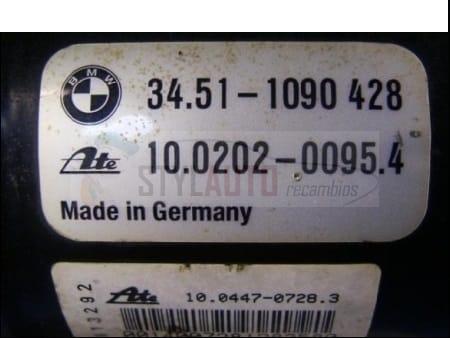 BMW
34.51-1090 428
Ate 10.0202-0095.4
STYLAUTO
recambios
Made in Germany
Ate 10.0447-0728.3
13292